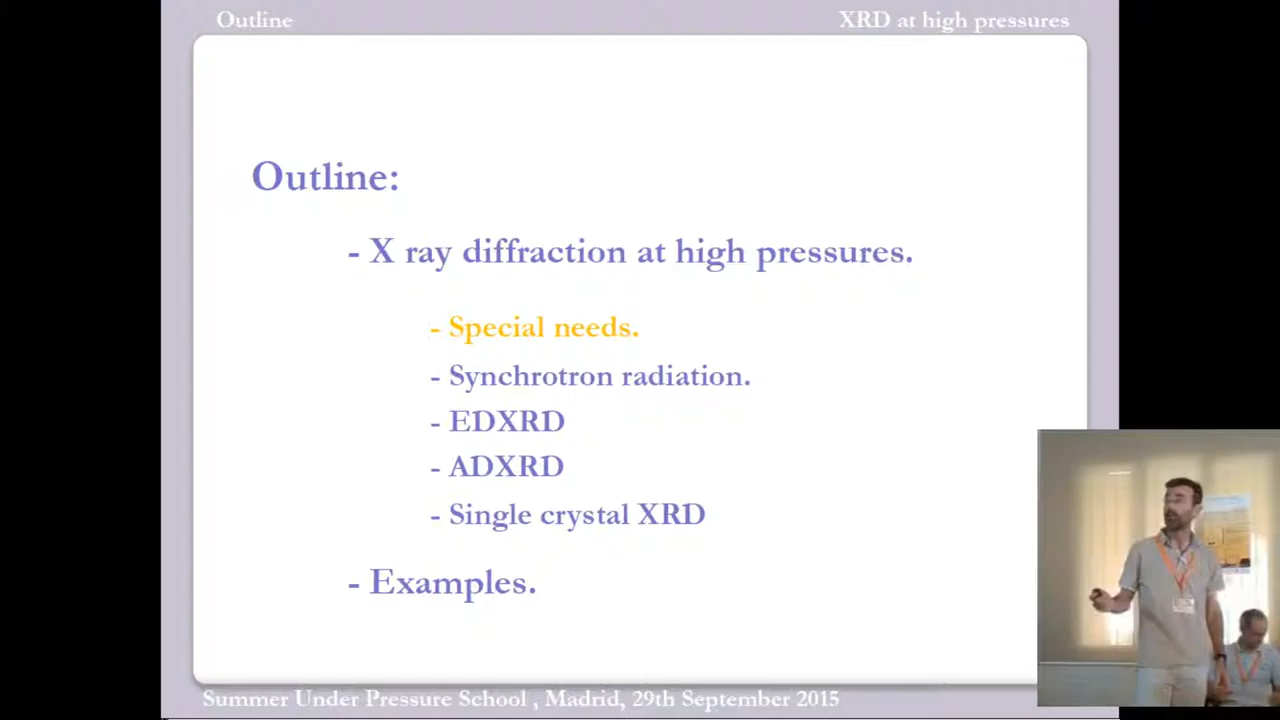 Outline
XRD at high pressures
Outline:
- X ray diffraction at high pressures.
- Special needs.
- Synchrotron radiation.
- EDXRD
- ADXRD
- Single crystal XRD
- Examples.
Summer Under Pressure School , Madrid, 29th September 2015